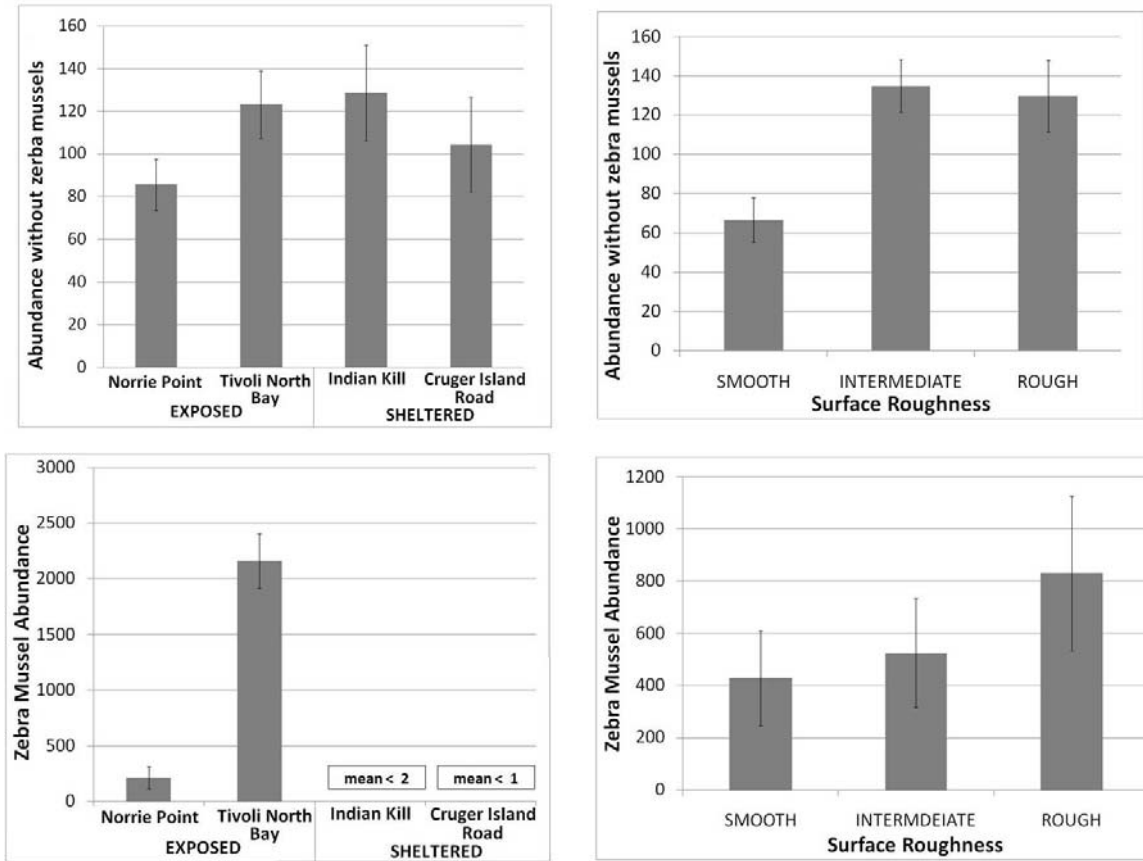 Abundance without zerba mussels
160
140
120
100
80
60
40
20
0
Norrie Point
Tivoli North
Bay
Indian Kill
Cruger Island
Road
EXPOSED
SHELTERED
Abundance without zebra mussels
160
140
120
100
80
60
40
20
0
SMOOTH
INTERMEDIATE
ROUGH
Surface Roughness
Zebra Mussel Abundance
3000
2500
2000
1500
1000
500
0
mean < 2
mean < 1
Norrie Point
Tivoli North
Bay
Indian Kill
Cruger Island
Road
EXPOSED
SHELTERED
Zebra Mussel Abundance
1200
1000
800
600
400
200
0
SMOOTH
INTERMDEIATE
ROUGH
Surface Roughness